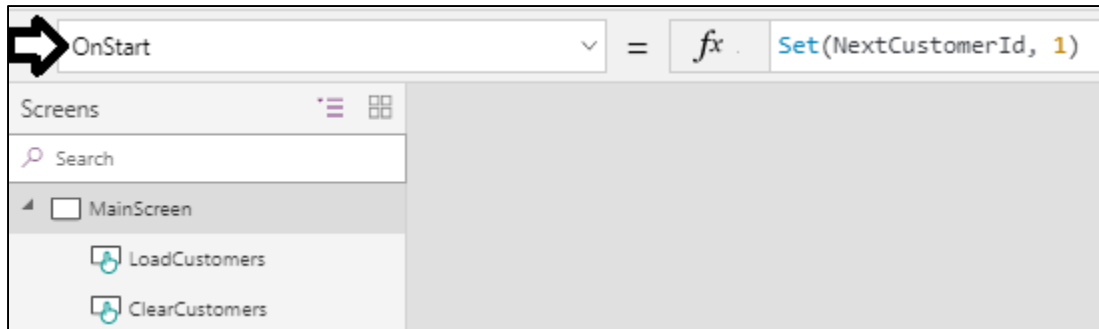 OnStart = fx Set(NextCustomerId, 1)
Screens
Search
MainScreen
LoadCustomers
ClearCustomers